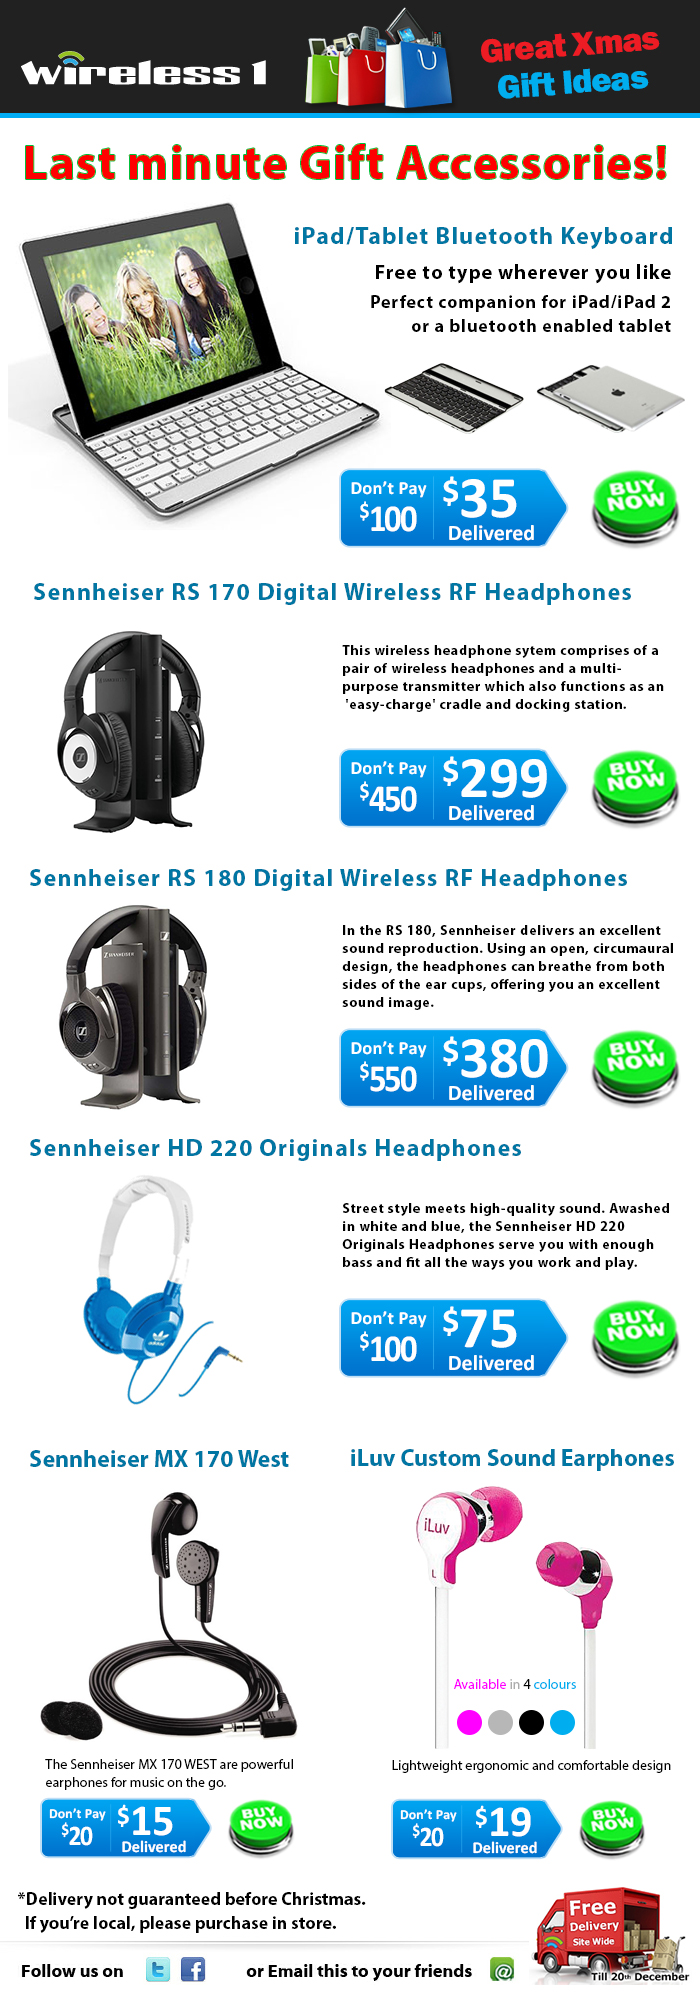 wireless 1
Great Xmas
Gift Ideas
Last minute Gift Accessories!
iPad/Tablet Bluetooth Keyboard
Free to type wherever you like
Perfect companion for iPad/iPad 2
or a bluetooth enabled tablet
Don't Pay
$100
$35
Delivered
BUY
NOW
Sennheiser RS 170 Digital Wireless RF Headphones
This wireless headphone sytem comprises of a
pair of wireless headphones and a multi-
purpose transmitter which also functions as an
'easy-charge' cradle and docking station.
Don't Pay
$450
$299
Delivered
BUY
NOW
Sennheiser RS 180 Digital Wireless RF Headphones
SENNHEISER
In the RS 180, Sennheiser delivers an excellent
sound reproduction. Using an open, circumaural
design, the headphones can breathe from both
sides of the ear cups, offering you an excellent
sound image.
Don't Pay
$550
$380
Delivered
BUY
NOW
Sennheiser HD 220 Originals Headphones
adidas
Street style meets high-quality sound. Awashed
in white and blue, the Sennheiser HD 220
Originals Headphones serve you with enough
bass and fit all the ways you work and play.
Don't Pay
$100
$75
Delivered
BUY
NOW
Sennheiser MX 170 West
The Sennheiser MX 170 WEST are powerful
earphones for music on the go.
Don't Pay
$20
$15
Delivered
BUY
NOW
iLuv Custom Sound Earphones
iLuv
L
Available in 4 colours
Lightweight ergonomic and comfortable design
Don't Pay
$20
$19
Delivered
BUY
NOW
*Delivery not guaranteed before Christmas.
If you're local, please purchase in store.
Free
Delivery
Site Wide
Till 20th December
Follow us on
or Email this to your friends